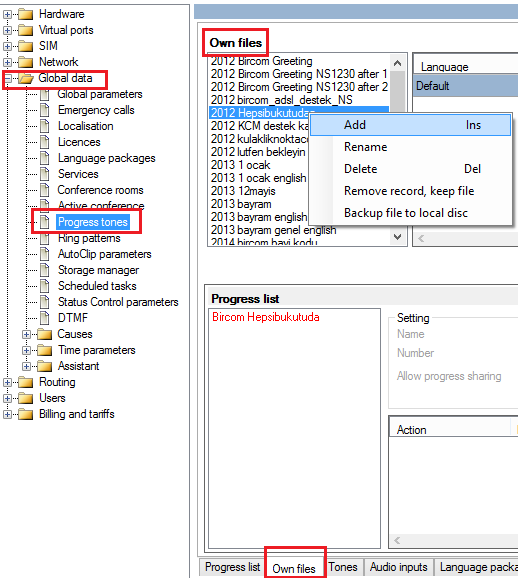 Hardware
Virtual ports
SIM
Network
Global data
Global parameters
Emergency calls
Localisation
Licences
Language packages
Services
Conference rooms
Active conference
Progress tones
Ring patterns
AutoClip parameters
Storage manager
Scheduled tasks
Status Control parameters
DTMF
Causes
Time parameters
Assistant
Routing
Users
Billing and tariffs
Own files
2012 Bircom Greeting
2012 Bircom Greeting NS1230 after 1
2012 Bircom Greeting NS1230 after 2
2012 bircom_adsl_destek_NS
2012 Hepsibukutuda
2012 KCM destek ka
2012 kulakliknoktac
2012 lutfen bekleyin
2013 1 ocak
2013 1 ocak english
2013 12mayis
2013 bayram
2013 bayram english
2013 bayram genel english
2014 bircom bayi kodu
Language
Default
Add Ins
Rename
Delete Del
Remove record, keep file
Backup file to local disc
Progress list
Bircom Hepsibukutuda
Setting
Name
Number
Allow progress sharing
Action
Progress list Own files Tones Audio inputs Language packa